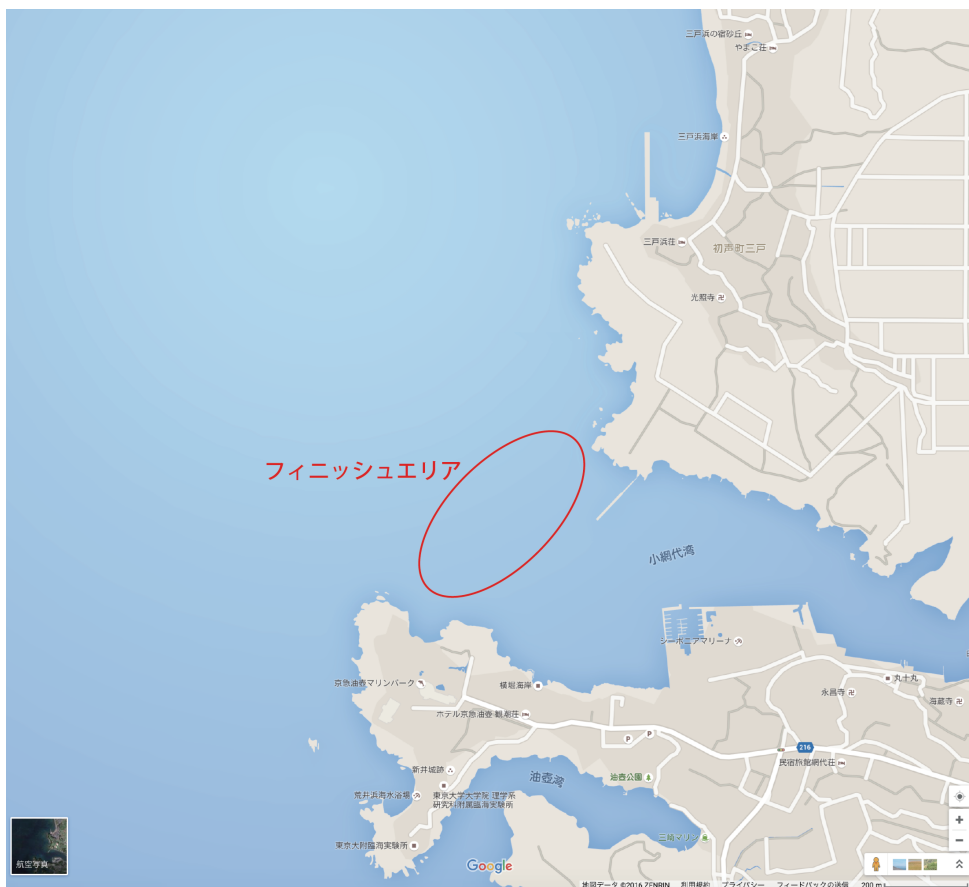 三戸浜の宿砂丘
やまこ荘
三戸浜海岸
三戸浜荘
初声町三戸
光照寺
フィニッシュエリア
小網代湾
シーボニアマリーナ
京急油壺マリンパーク
横堀海岸
丸十丸
永昌寺
海蔵寺
ホテル京急油壺 観潮荘
P
P
216
民宿旅館網代荘
新井城跡
油壺湾
油壺公園
荒井浜海水浴場
東京大学大学院 理学系
研究科附属臨海実験所
三崎マリン
東京大附臨海実験所
航空写真
Google
地図データ ©2016 ZENRIN 利用規約 プライバシー フィードバックの送信 200 m